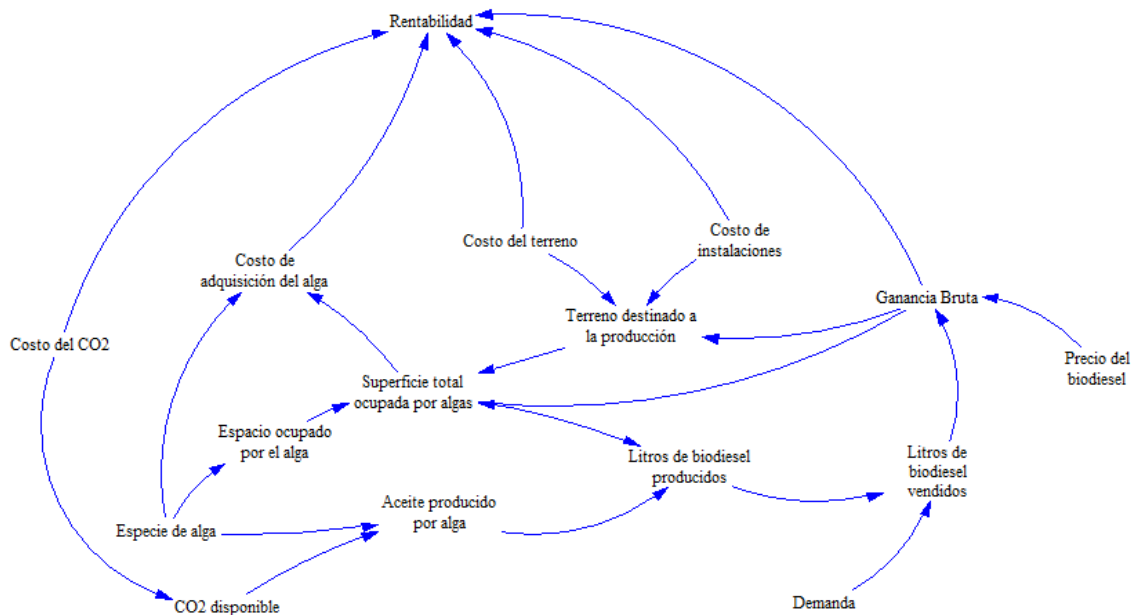 Rentabilidad
Costo del terreno
Costo de
instalaciones
Costo de
adquisición del alga
Ganancia Bruta
Terreno destinado a
la producción
Costo del CO2
Precio del
biodiesel
Superficie total
ocupada por algas
Espacio ocupado
por el alga
Litros de biodiesel
producidos
Litros de
biodiesel
vendidos
Aceite producido
por alga
Especie de alga
CO2 disponible
Demanda